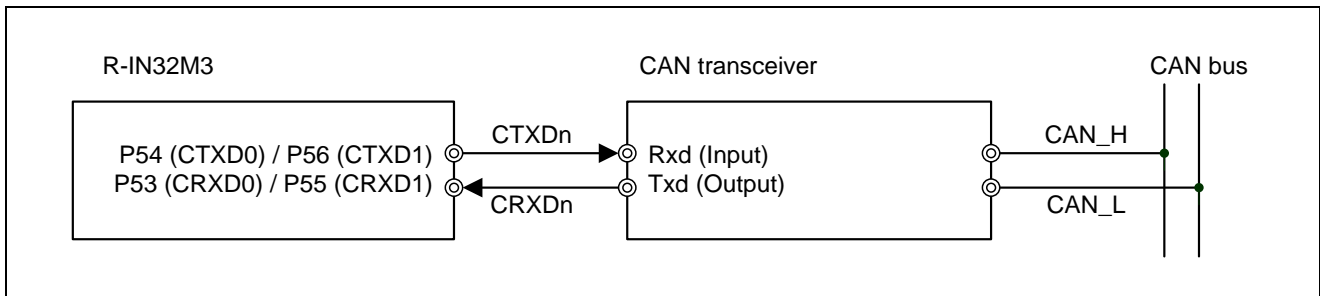 R-IN32M3
CAN transceiver
CAN bus
P54 (CTXD0) / P56 (CTXD1)
CTXDn
Rxd (Input)
CAN_H
P53 (CRXD0) / P55 (CRXD1)
CRXDn
Txd (Output)
CAN_L